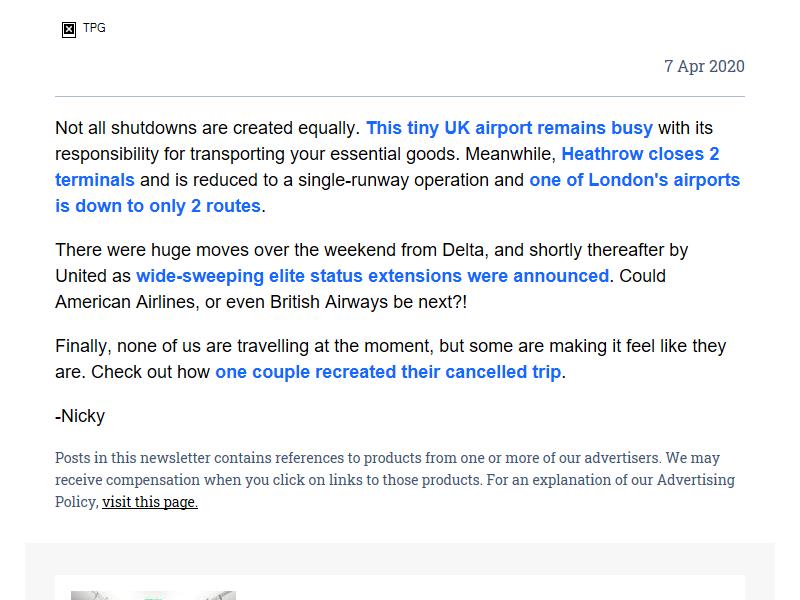 TPG
7 Apr 2020
Not all shutdowns are created equally. This tiny UK airport remains busy with its
responsibility for transporting your essential goods. Meanwhile, Heathrow closes 2
terminals and is reduced to a single-runway operation and one of London's airports
is down to only 2 routes.
There were huge moves over the weekend from Delta, and shortly thereafter by
United as wide-sweeping elite status extensions were announced. Could
American Airlines, or even British Airways be next?!
Finally, none of us are travelling at the moment, but some are making it feel like they
are. Check out how one couple recreated their cancelled trip.
-Nicky
Posts in this newsletter contains references to products from one or more of our advertisers. We may
receive compensation when you click on links to those products. For an explanation of our Advertising
Policy, visit this page.